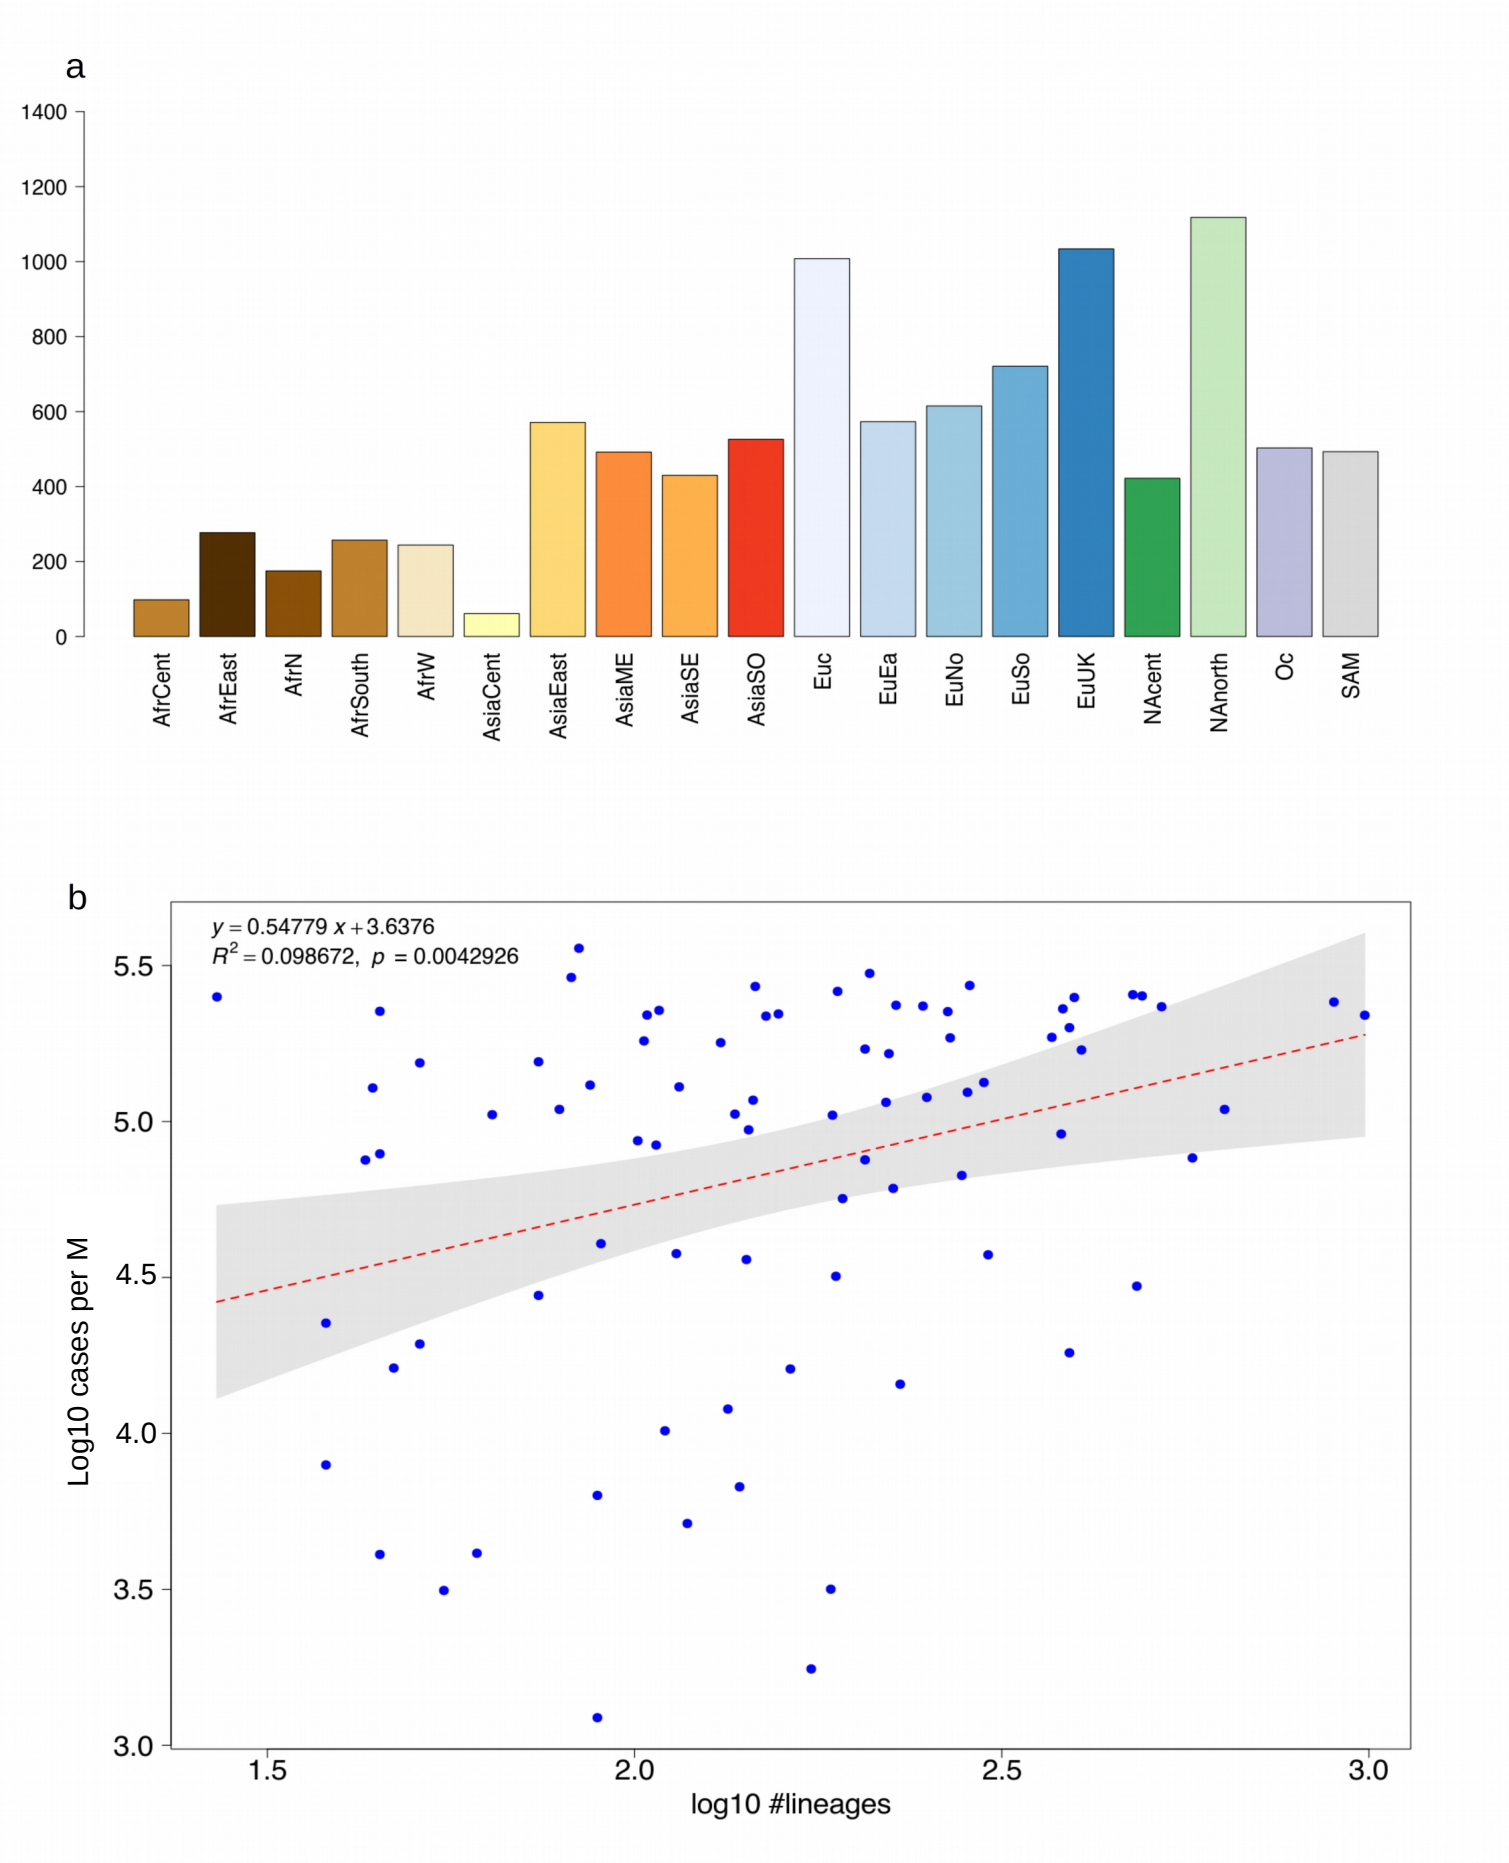 a
1400
1200
1000
800
600
400
200
0
AfrCent
AfrEast
AfrN
AfrSouth
AfrW
AsiaCent
AsiaEast
AsiaME
AsiaSE
AsiaSO
Euc
EuEa
EuNo
EuSo
EuUK
NAcent
NAnorth
Oc
SAM
b
y = 0.54779 x + 3.6376
R² = 0.098672, p = 0.0042926
5.5
5.0
4.5
4.0
3.5
3.0
Log10 cases per M
1.5 2.0 2.5 3.0
log10 #lineages